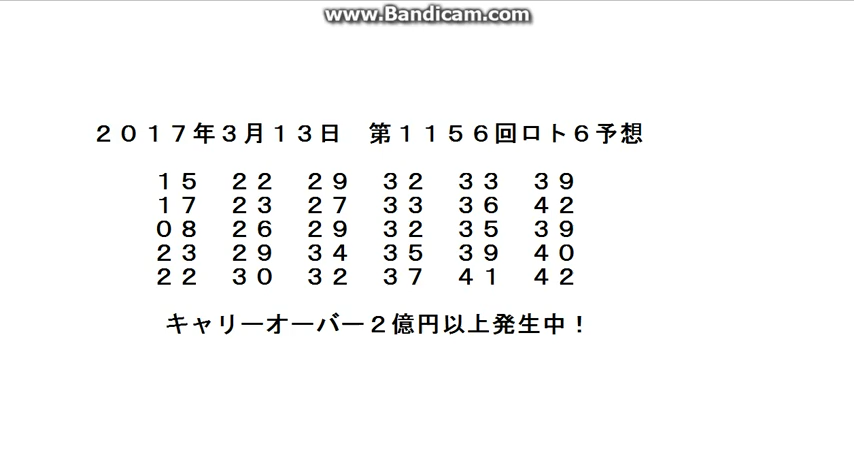 www.Bandicam.com
２０１７年３月１３日　第１１５６回ロト６予想
１５　２２　２９　３２　３３　３９
１７　２３　２７　３３　３６　４２
０８　２６　２９　３２　３５　３９
２３　２９　３４　３５　３９　４０
２２　３０　３２　３７　４１　４２
キャリーオーバー２億円以上発生中！